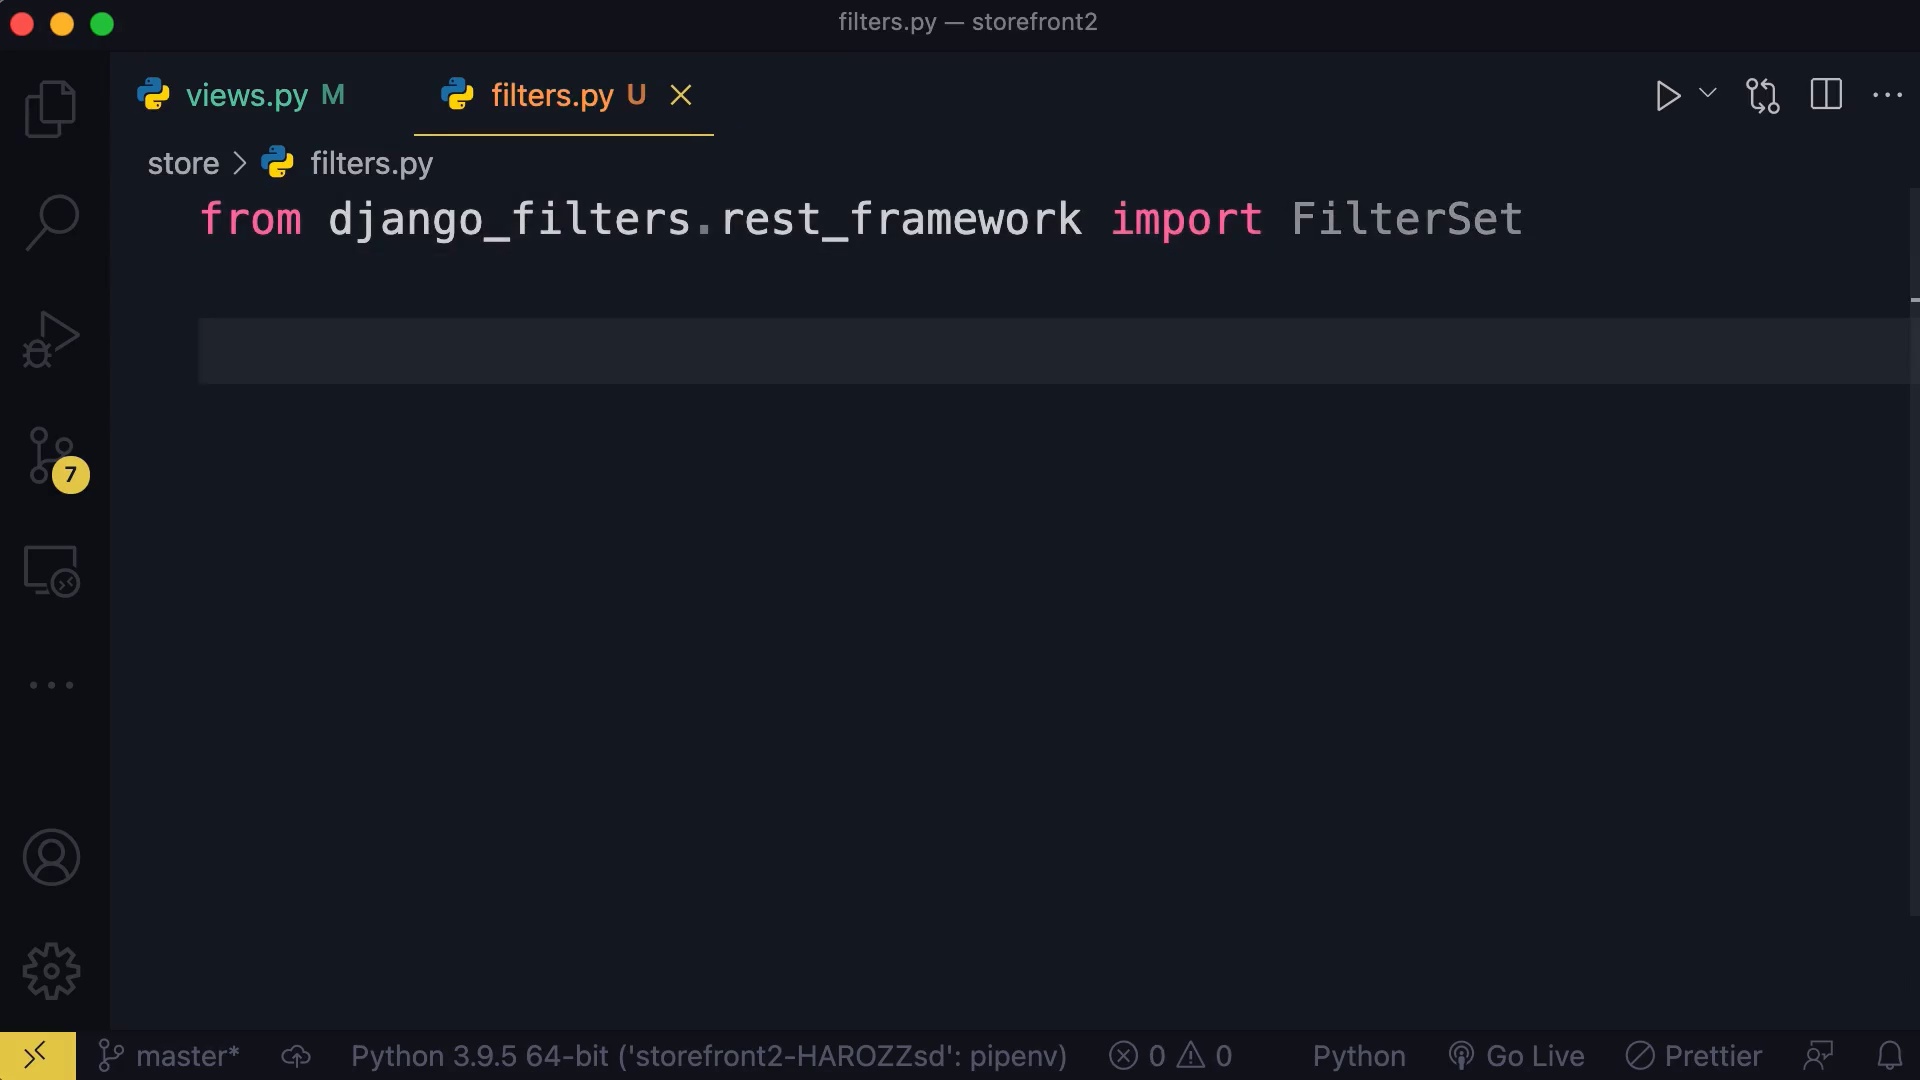 filters.py — storefront2
views.py M filters.py U
store > filters.py
from django_filters.rest_framework import FilterSet
7
master* Python 3.9.5 64-bit ('storefront2-HAROZZsd': pipenv) 0 0 Python Go Live Prettier